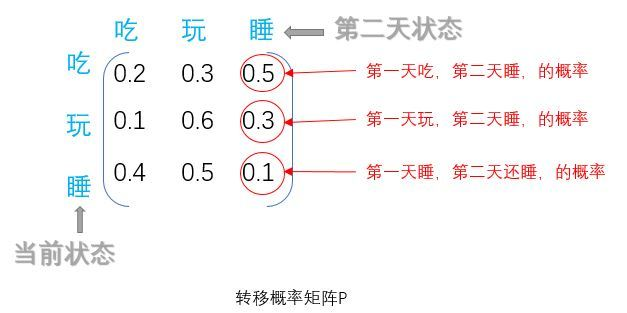 吃 玩 睡 第二天状态
吃 0.2 0.3 0.5 第一天吃，第二天睡，的概率
玩 0.1 0.6 0.3 第一天玩，第二天睡，的概率
睡 0.4 0.5 0.1 第一天睡，第二天还睡，的概率
当前状态
转移概率矩阵P